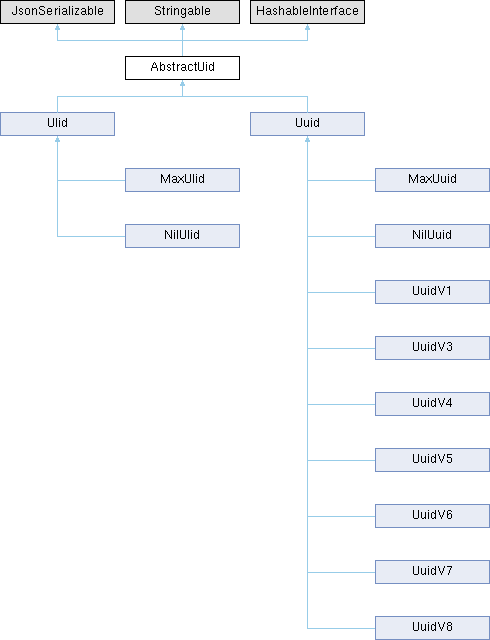 JsonSerializable
Stringable
HashableInterface
AbstractUid
Ulid
Uuid
MaxUlid
MaxUuid
NilUlid
NilUuid
UuidV1
UuidV3
UuidV4
UuidV5
UuidV6
UuidV7
UuidV8